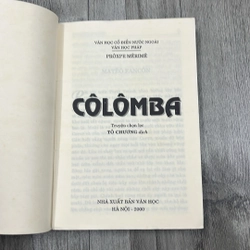 VĂN HỌC CỔ ĐIỂN NƯỚC NGOÀI
VĂN HỌC PHÁP
PRÔXPE MÊRIMÊ
CÔLÔMBA
Truyện chọn lọc
TÔ CHƯƠNG dịch
NHÀ XUẤT BẢN VĂN HỌC
HÀ NỘI - 2000